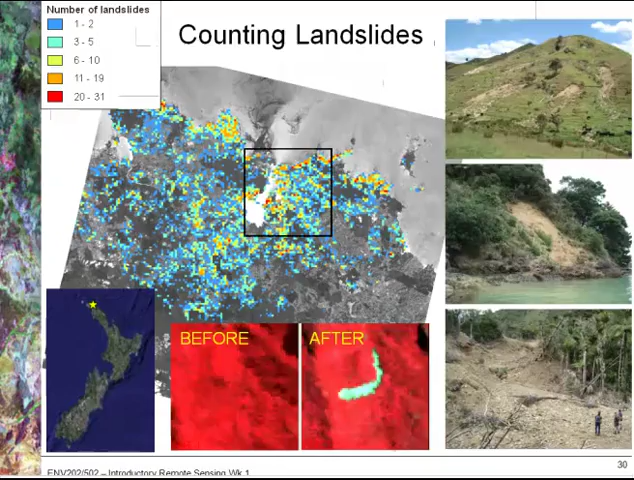 Number of landslides
1 - 2
3 - 5
6 - 10
11 - 19
20 - 31
Counting Landslides
BEFORE
AFTER
30
ENV202/502 – Introductory Remote Sensing Wk 1